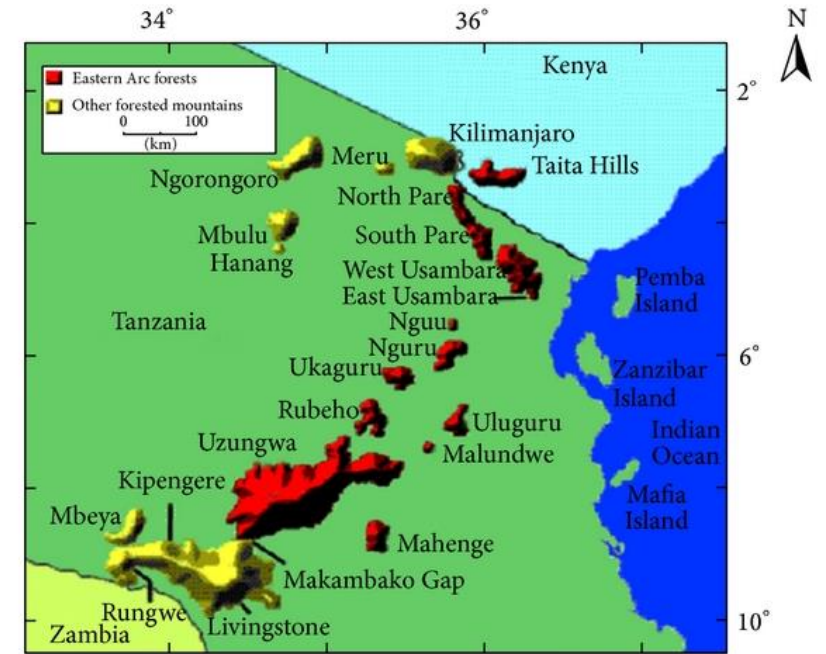 34°
36°
N
Kenya
2°
Eastern Arc forests
Other forested mountains
0 100
(km)
Kilimanjaro
Meru
Taita Hills
Ngorongoro
North Pare
Mbulu
South Pare
Hanang
West Usambara
East Usambara
Pemba
Island
Tanzania
Nguu
Nguru
6°
Ukaguru
Zanzibar
Island
Rubeho
Uluguru
Indian
Ocean
Uzungwa
Malundwe
Kipengere
Mafia
Island
Mbeya
Mahenge
Makambako Gap
Rungwe
10°
Livingstone
Zambia